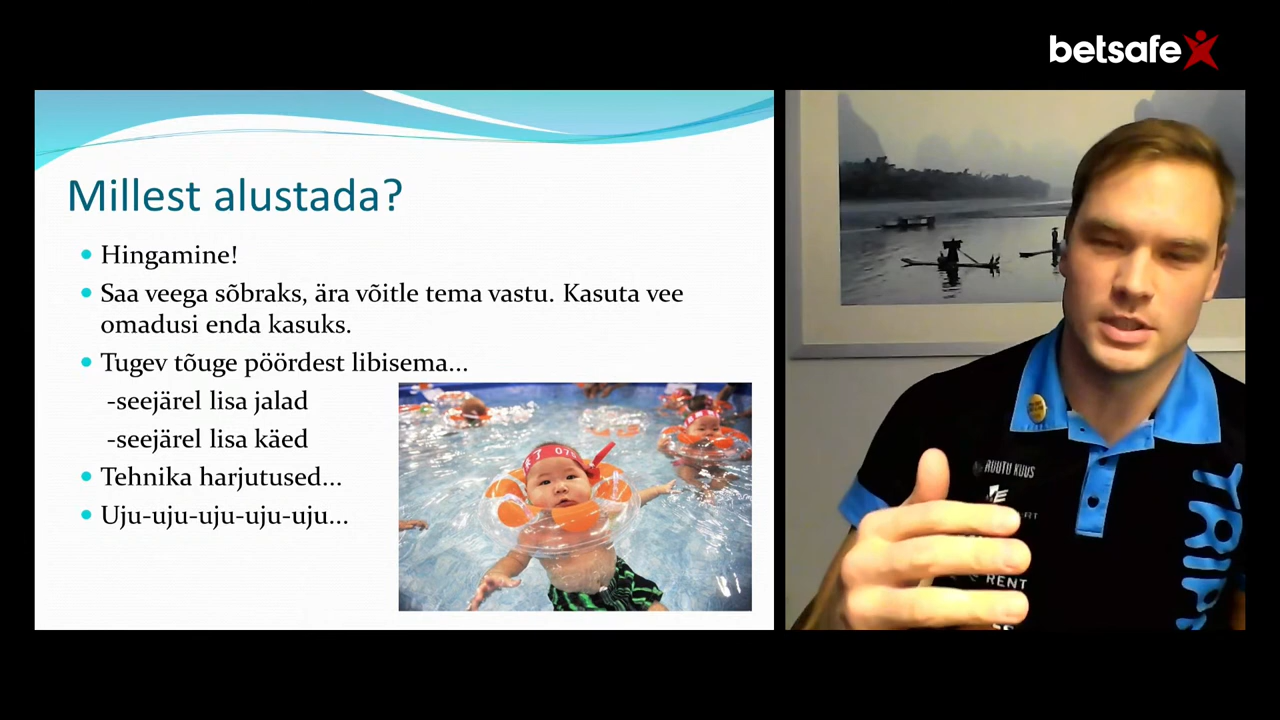 betsafe
Millest alustada?
Hingamine!
Saa veega sõbraks, ära võitle tema vastu. Kasuta vee
omadusi enda kasuks.
Tugev tõuge pöördest libisema...
-seejärel lisa jalad
-seejärel lisa käed
Tehnika harjutused...
Uju-uju-uju-uju-uju...
RUUTU KUUS
RENT